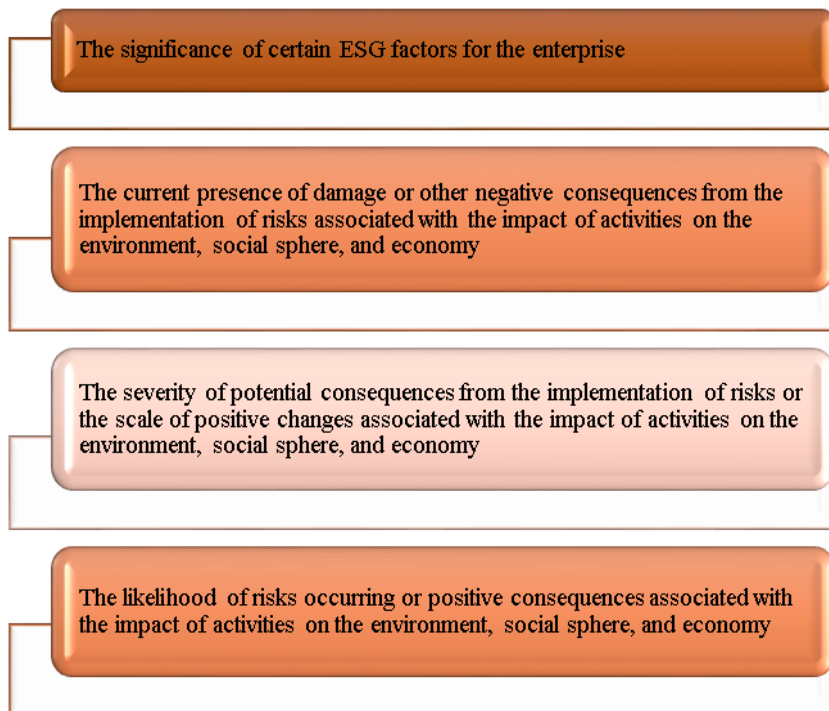 The significance of certain ESG factors for the enterprise
The current presence of damage or other negative consequences from the
implementation of risks associated with the impact of activities on the
environment, social sphere, and economy
The severity of potential consequences from the implementation of risks or
the scale of positive changes associated with the impact of activities on the
environment, social sphere, and economy
The likelihood of risks occurring or positive consequences associated with
the impact of activities on the environment, social sphere, and economy